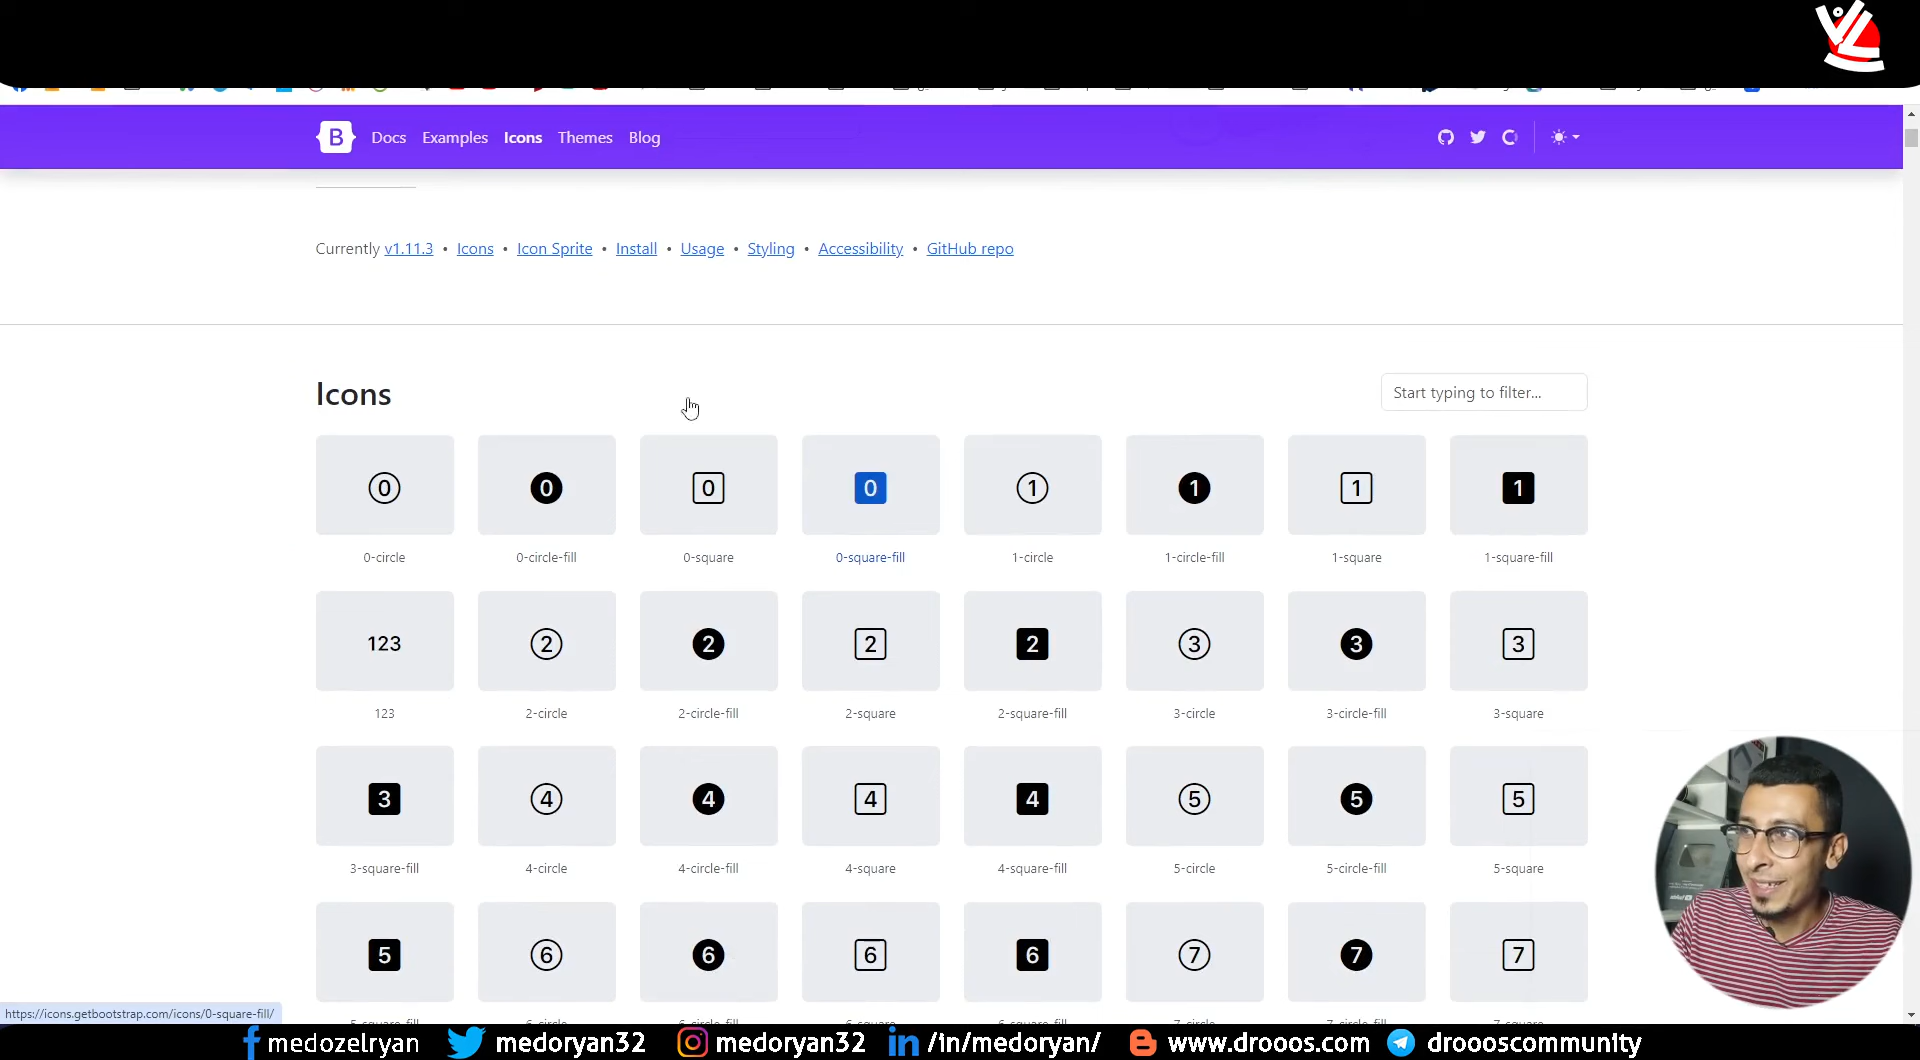 B Docs Examples Icons Themes Blog
Currently v1.11.3 • Icons • Icon Sprite • Install • Usage • Styling • Accessibility • GitHub repo
Icons
Start typing to filter...
0 0 0 0 1 1 1 1
0-circle 0-circle-fill 0-square 0-square-fill 1-circle 1-circle-fill 1-square 1-square-fill
123 2 2 2 2 3 3 3
123 2-circle 2-circle-fill 2-square 2-square-fill 3-circle 3-circle-fill 3-square
3 4 4 4 4 5 5 5
3-square-fill 4-circle 4-circle-fill 4-square 4-square-fill 5-circle 5-circle-fill 5-square
5 6 6 6 6 7 7 7
https://icons.getbootstrap.com/icons/0-square-fill/
medozelryan medoryan32 medoryan32 /in/medoryan/ www.drooos.com droooscommunity